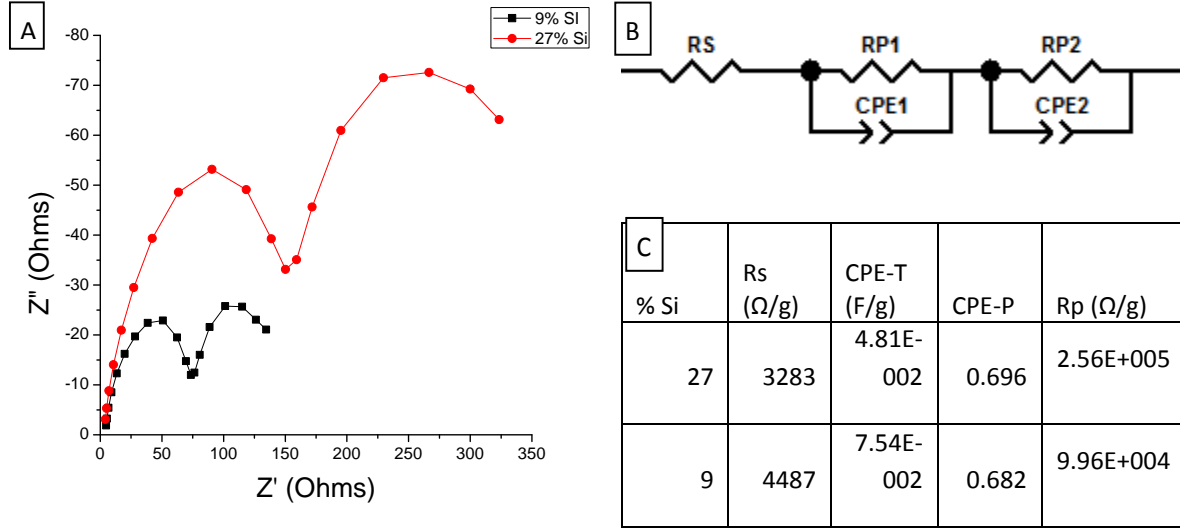 A
9% SI
27% Si
-80
-70
-60
-50
-40
-30
-20
-10
0
Z" (Ohms)
0 50 100 150 200 250 300 350
Z' (Ohms)
B
RS RP1 RP2
CPE1 CPE2
C
% Si Rs (Ω/g) CPE-T (F/g) CPE-P Rp (Ω/g)
27 3283 4.81E-002 0.696 2.56E+005
9 4487 7.54E-002 0.682 9.96E+004